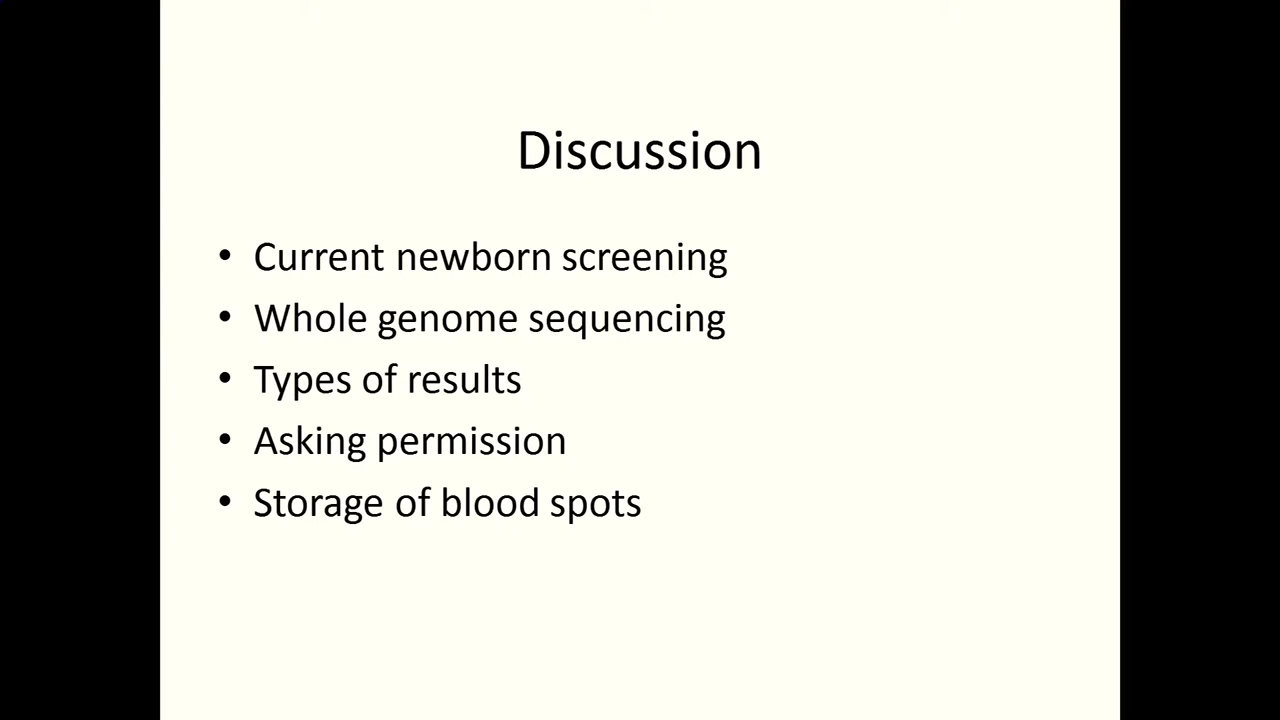 Discussion
• Current newborn screening
• Whole genome sequencing
• Types of results
• Asking permission
• Storage of blood spots